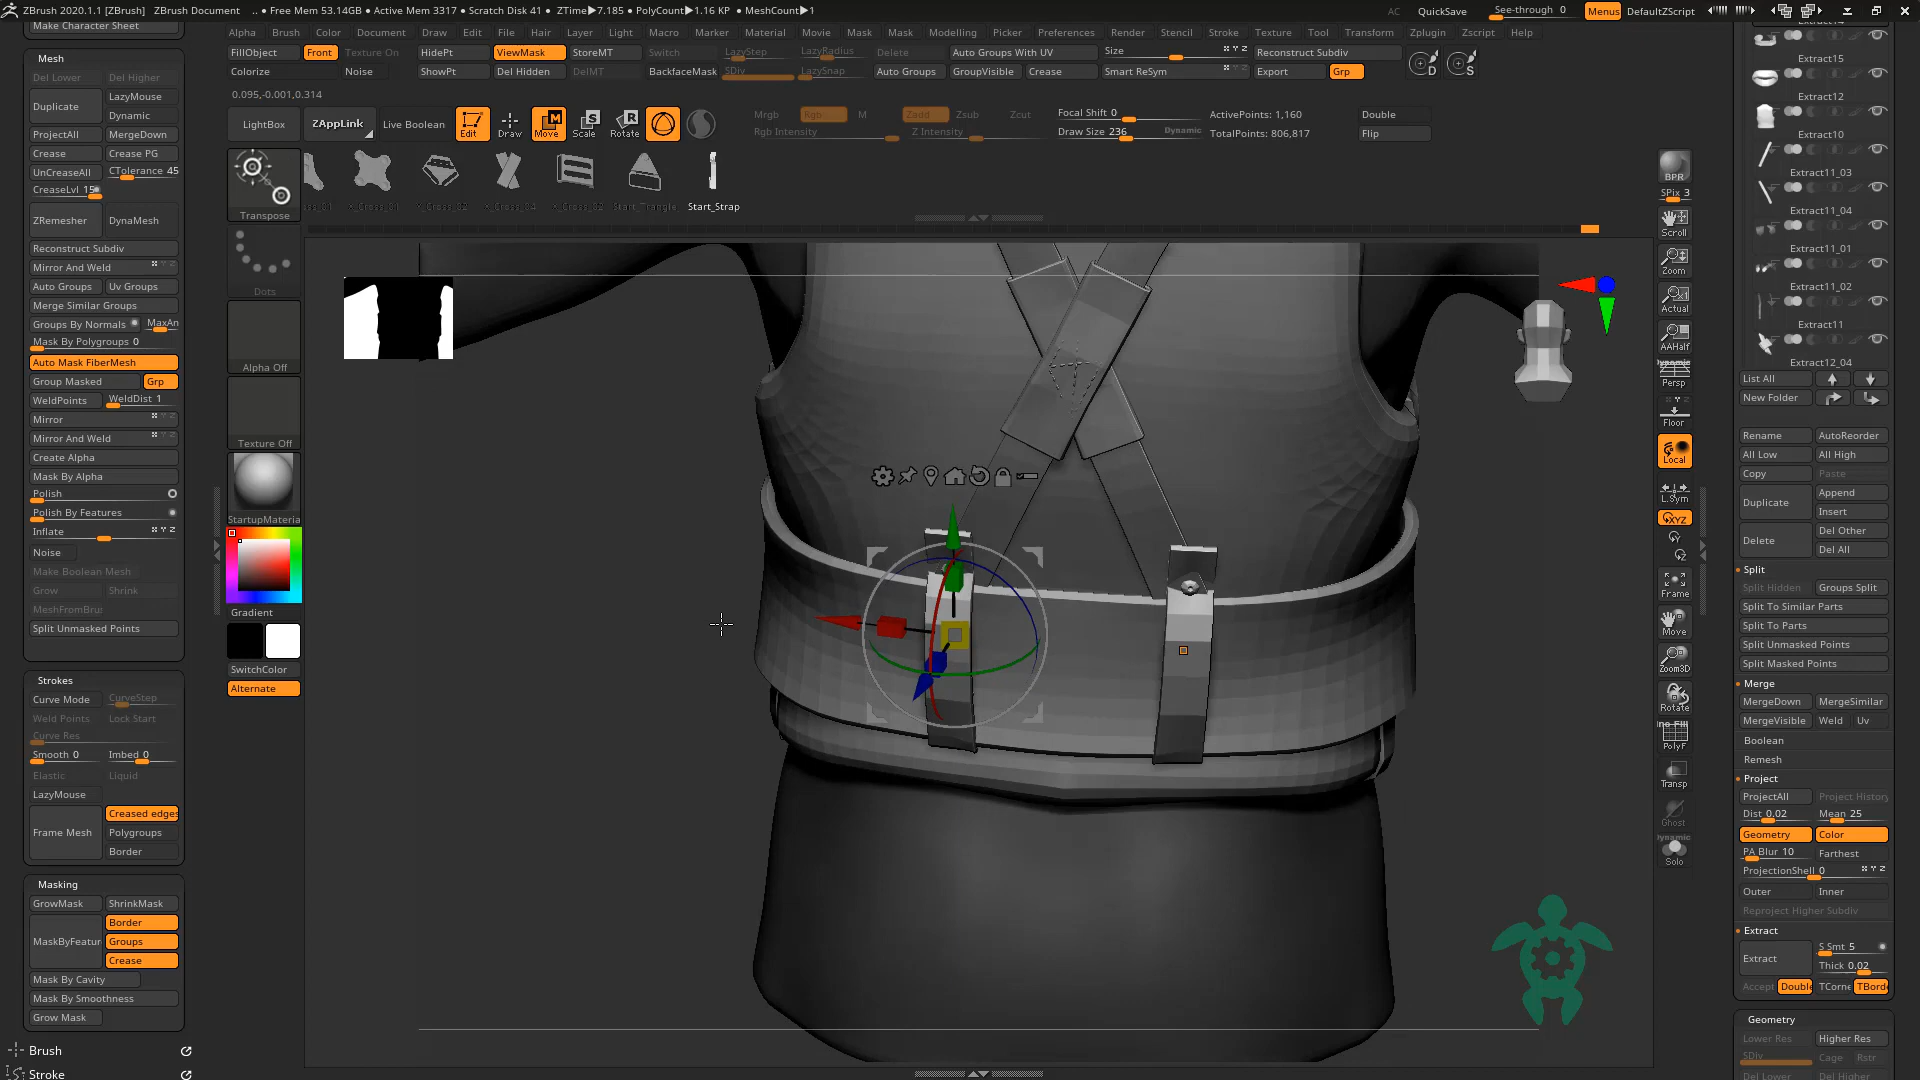 ZBrush 2020.1.1 [ZBrush]
.. • Free Mem 53.14GB • Active Mem 3317 • Scratch Disk 41 • ZTime▶7.185 • PolyCount▶1.16 KP • MeshCount▶1
AC QuickSave See-through 0 Menus DefaultZScript
Alpha Brush Color Document Draw Edit File Hair Layer Light Macro Marker Material Movie Mask Mask Modelling Picker Preferences Render Stencil Stroke Texture Tool Transform Zplugin Zscript Help
FillObject Front Texture On HidePt ViewMask StoreMT Switch LazyStep LazyRadius Delete Auto Groups With UV Size Reconstruct Subdiv
Colorize Noise ShowPt Del Hidden DelMT BackfaceMask SDiv LazySnap Auto Groups GroupVisible Crease Smart ReSym Export Grp
0.095,-0.001,0.314
LightBox ZAppLink Live Boolean Edit Draw Move Scale Rotate
Mrgb Rgb M Zadd Zsub Zcut Focal Shift 0 ActivePoints: 1,160 Double
Rgb Intensity Z Intensity Draw Size 236 Dynamic TotalPoints: 806,817 Flip
Start_Strap
Make Character Sheet
Mesh
Del Lower Del Higher
Duplicate LazyMouse
Dynamic
ProjectAll MergeDown
Crease Crease PG
UnCreaseAll CTolerance 45
CreaseLvl 15
ZRemesher DynaMesh
Reconstruct Subdiv
Mirror And Weld
Auto Groups Uv Groups
Merge Similar Groups
Groups By Normals MaxAn
Mask By Polygroups 0
Auto Mask FiberMesh
Group Masked Grp
WeldPoints WeldDist 1
Mirror
Mirror And Weld
Create Alpha
Mask By Alpha
Polish
Polish By Features
Inflate
Noise
Make Boolean Mesh
Grow Shrink
MeshFromBru
Split Unmasked Points
Strokes
Curve Mode CurveStep
Weld Points Lock Start
Curve Res
Smooth 0 Imbed 0
Elastic Liquid
LazyMouse
Frame Mesh Creased edges
Polygroups
Border
Masking
GrowMask ShrinkMask
MaskByFeatur Border
Groups
Crease
Mask By Cavity
Mask By Smoothness
Grow Mask
Brush
Stroke
Transpose
Dots
Alpha Off
Texture Off
StartupMateria
Gradient
SwitchColor
Alternate
BPR
SPix 3
Scroll
Zoom
Actual
AAHalf
Dynamic
Persp
Floor
Local
L.Sym
XYZ
Frame
Move
Zoom3D
Rotate
PolyF
Transp
Ghost
Dynamic
Solo
Extract15
Extract12
Extract10
Extract11_03
Extract11_04
Extract11_01
Extract11_02
Extract11
Extract12_04
List All
New Folder
Rename AutoReorder
All Low All High
Copy Paste
Duplicate Append
Insert
Delete Del Other
Del All
Split
Split Hidden Groups Split
Split To Similar Parts
Split To Parts
Split Unmasked Points
Split Masked Points
Merge
MergeDown MergeSimilar
MergeVisible Weld Uv
Boolean
Remesh
Project
ProjectAll Project History
Dist 0.02 Mean 25
Geometry Color
PA Blur 10 Farthest
ProjectionShell 0
Outer Inner
Reproject Higher Subdiv
Extract
Extract S Smt 5
Thick 0.02
Accept Double TCorne TBorde
Geometry
Lower Res Higher Res
SDiv Cage Rstr
Del Lower Del Higher